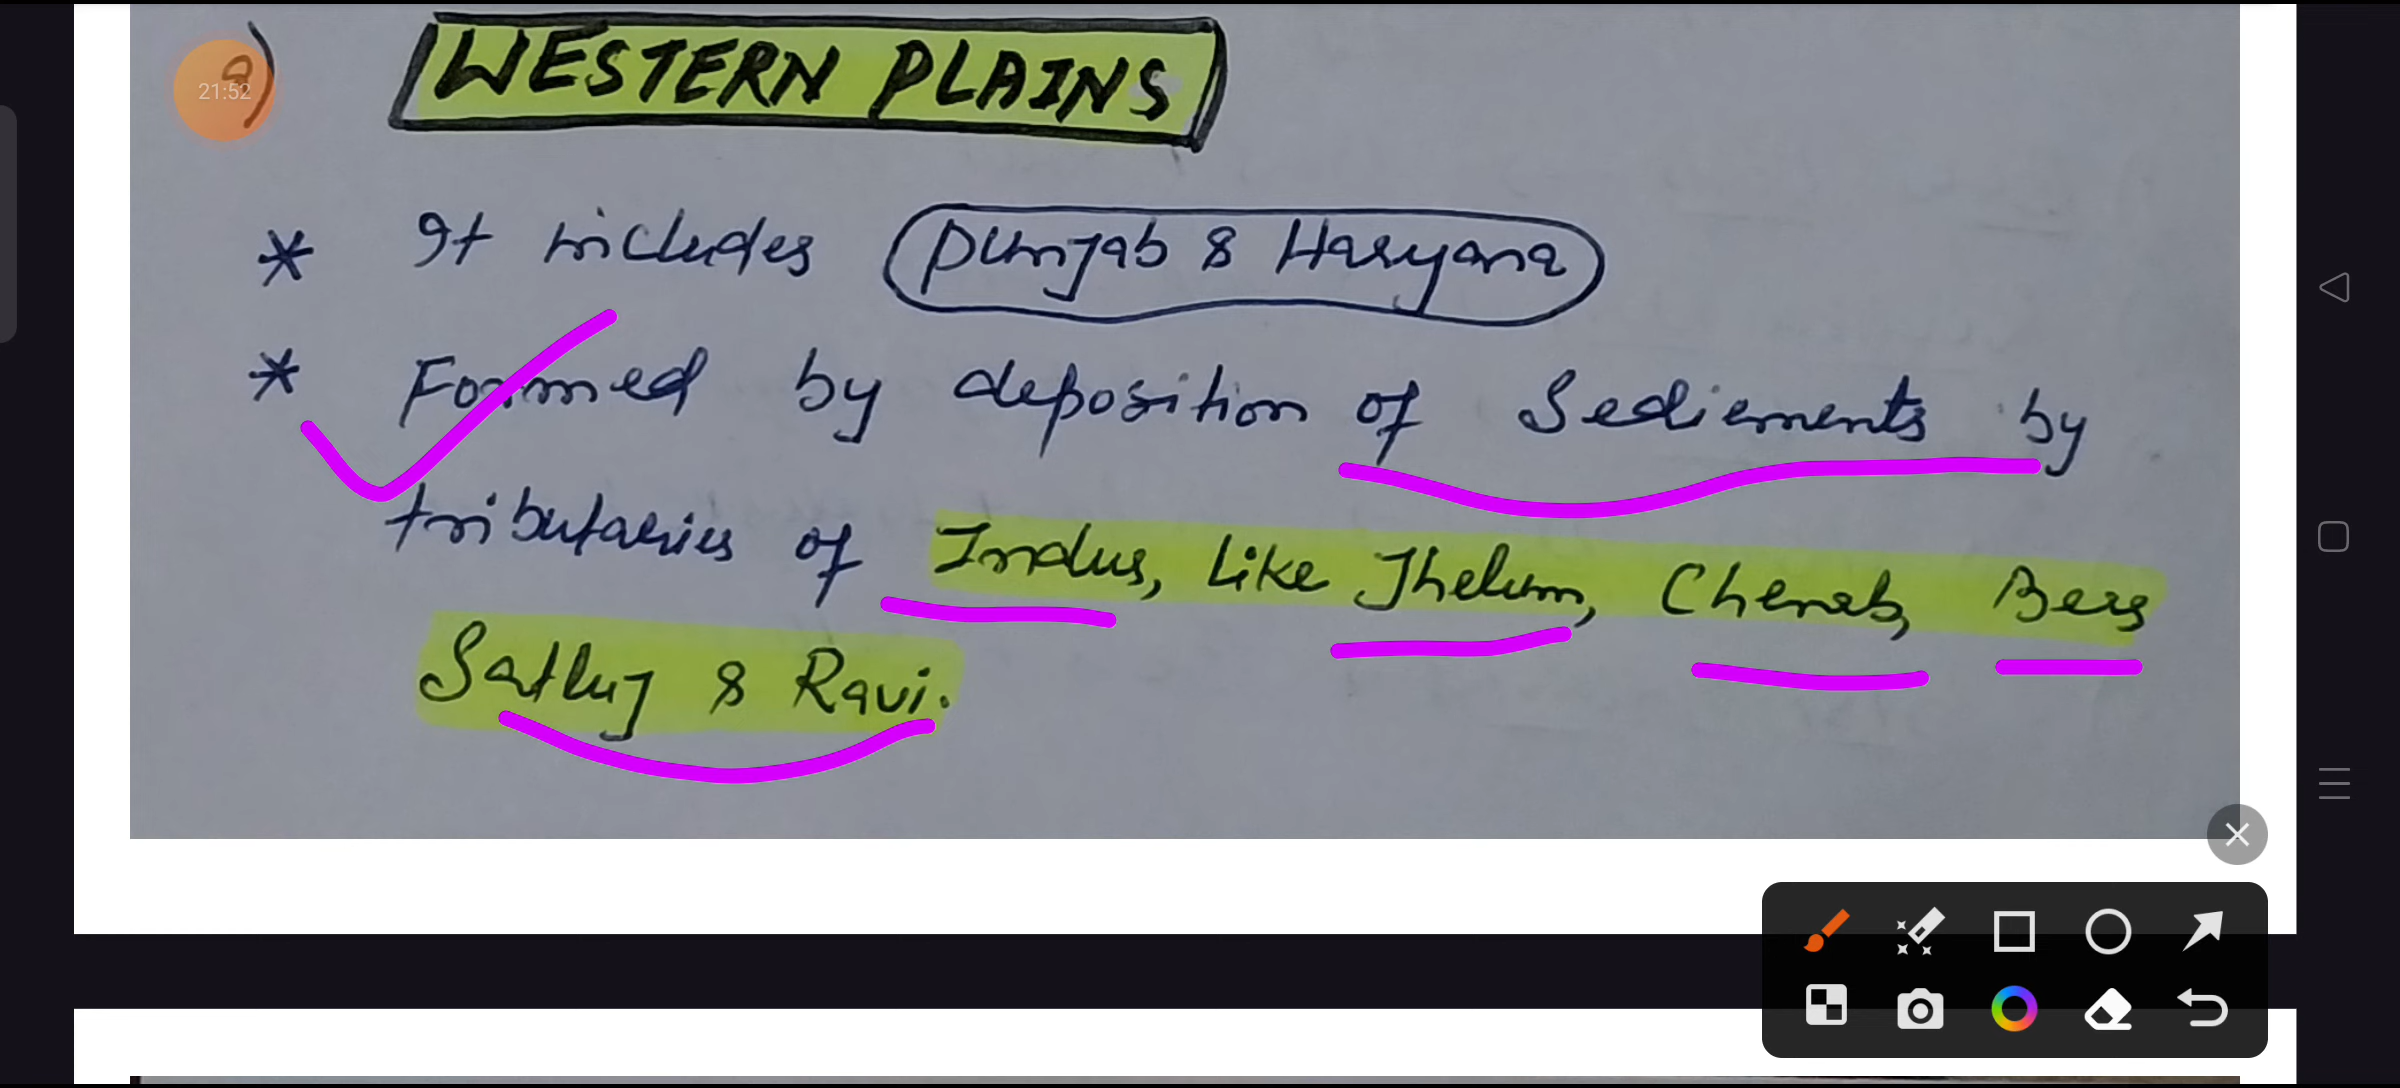 a)
WESTERN PLAINS
21:52
* It includes Punjab & Haryana
* Formed by deposition of Sediements by
tributaries of Indus, like Jhelum, Chenab, Beas
Satluj & Ravi.